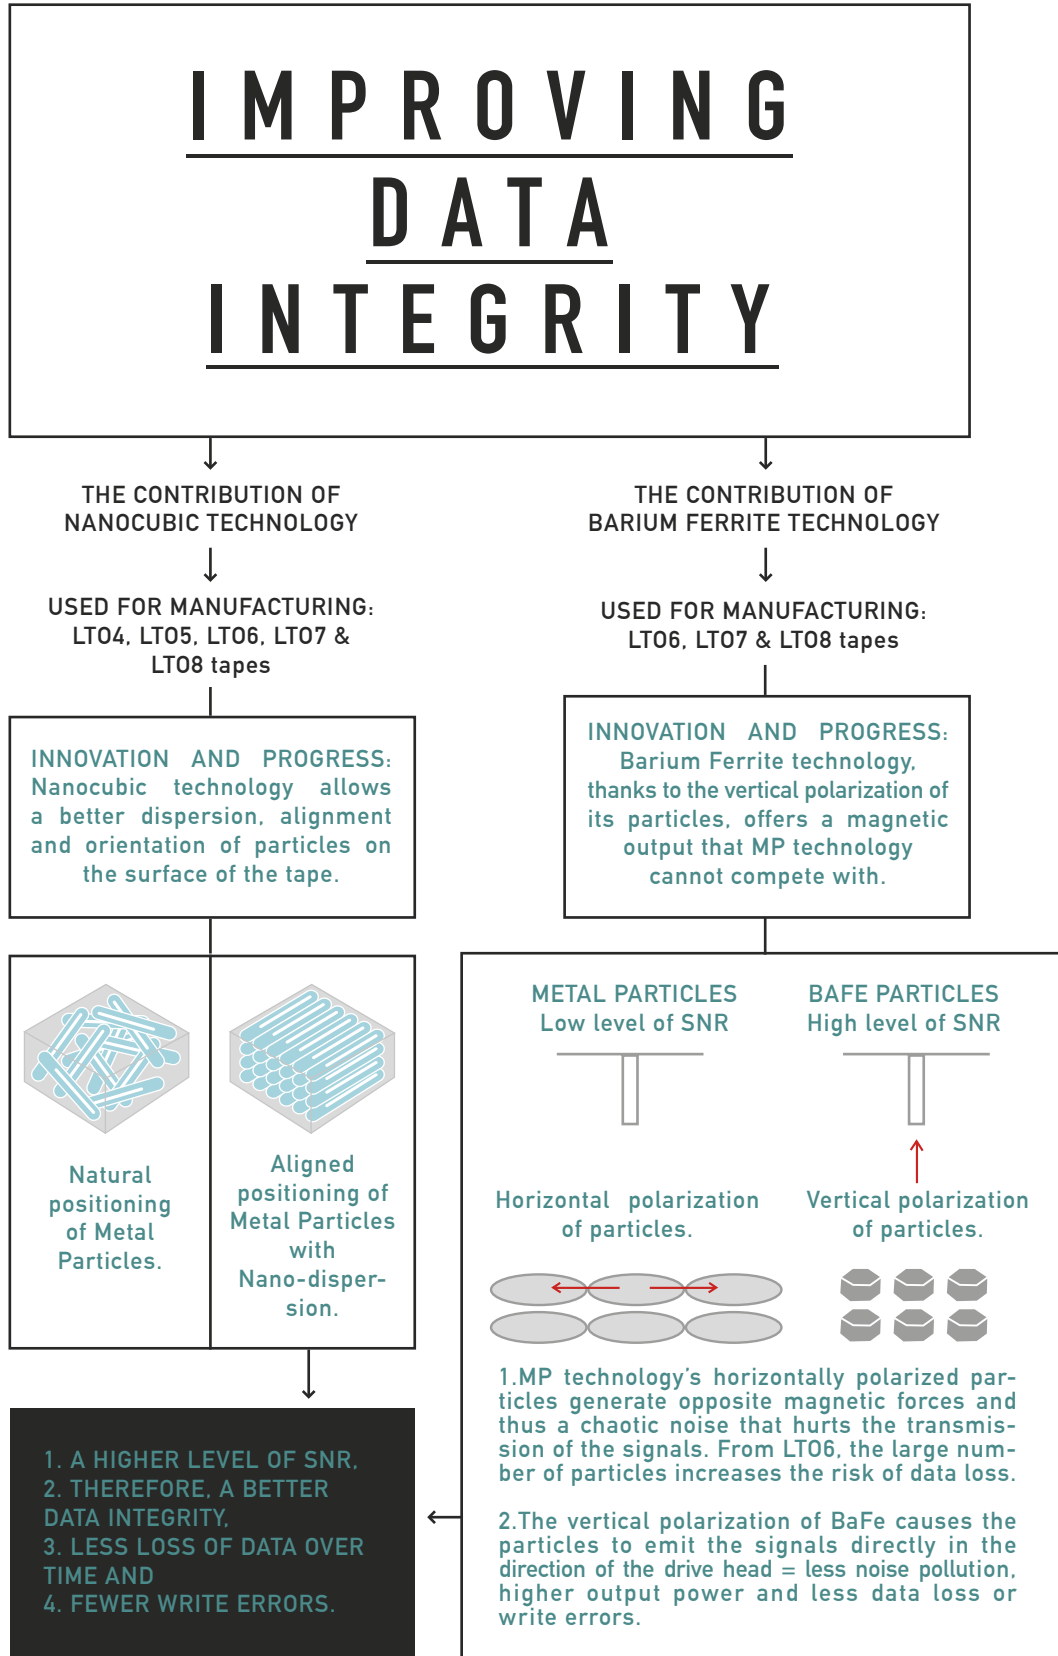 IMPROVING
DATA
INTEGRITY
THE CONTRIBUTION OF
NANOCUBIC TECHNOLOGY
USED FOR MANUFACTURING:
LTO4, LTO5, LTO6, LTO7 &
LTO8 tapes
INNOVATION AND PROGRESS:
Nanocubic technology allows
a better dispersion, alignment
and orientation of particles on
the surface of the tape.
Natural
positioning
of Metal
Particles.
Aligned
positioning of
Metal Particles
with
Nano-disper-
sion.
THE CONTRIBUTION OF
BARIUM FERRITE TECHNOLOGY
USED FOR MANUFACTURING:
LTO6, LTO7 & LTO8 tapes
INNOVATION AND PROGRESS:
Barium Ferrite technology,
thanks to the vertical polarization of
its particles, offers a magnetic
output that MP technology
cannot compete with.
METAL PARTICLES
Low level of SNR
Horizontal polarization
of particles.
BAFE PARTICLES
High level of SNR
Vertical polarization
of particles.
1.MP technology's horizontally polarized par-
ticles generate opposite magnetic forces and
thus a chaotic noise that hurts the transmis-
sion of the signals. From LTO6, the large num-
ber of particles increases the risk of data loss.
2.The vertical polarization of BaFe causes the
particles to emit the signals directly in the
direction of the drive head = less noise pollution,
higher output power and less data loss or
write errors.
1. A HIGHER LEVEL OF SNR,
2. THEREFORE, A BETTER
DATA INTEGRITY,
3. LESS LOSS OF DATA OVER
TIME AND
4. FEWER WRITE ERRORS.